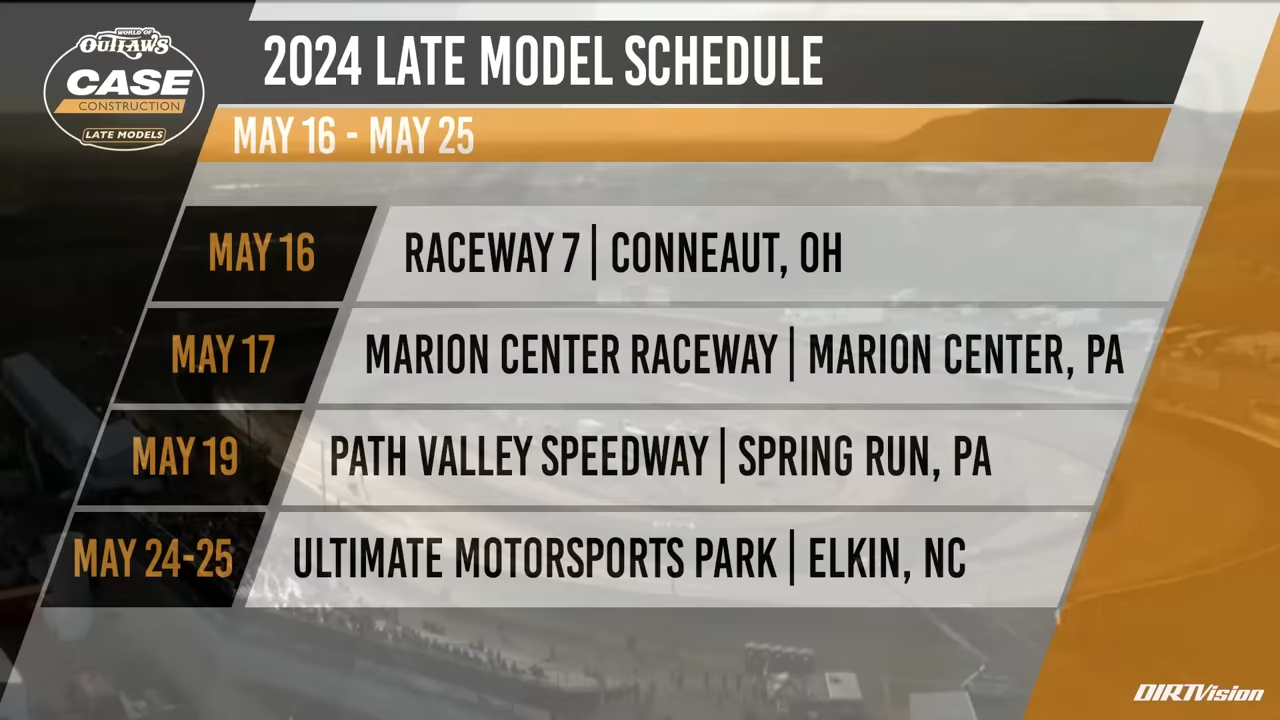 WORLD OF
OUTLAWS
CASE
CONSTRUCTION
LATE MODELS
2024 LATE MODEL SCHEDULE
MAY 16 - MAY 25
MAY 16 RACEWAY 7 | CONNEAUT, OH
MAY 17 MARION CENTER RACEWAY | MARION CENTER, PA
MAY 19 PATH VALLEY SPEEDWAY | SPRING RUN, PA
MAY 24-25 ULTIMATE MOTORSPORTS PARK | ELKIN, NC
DIRTVision